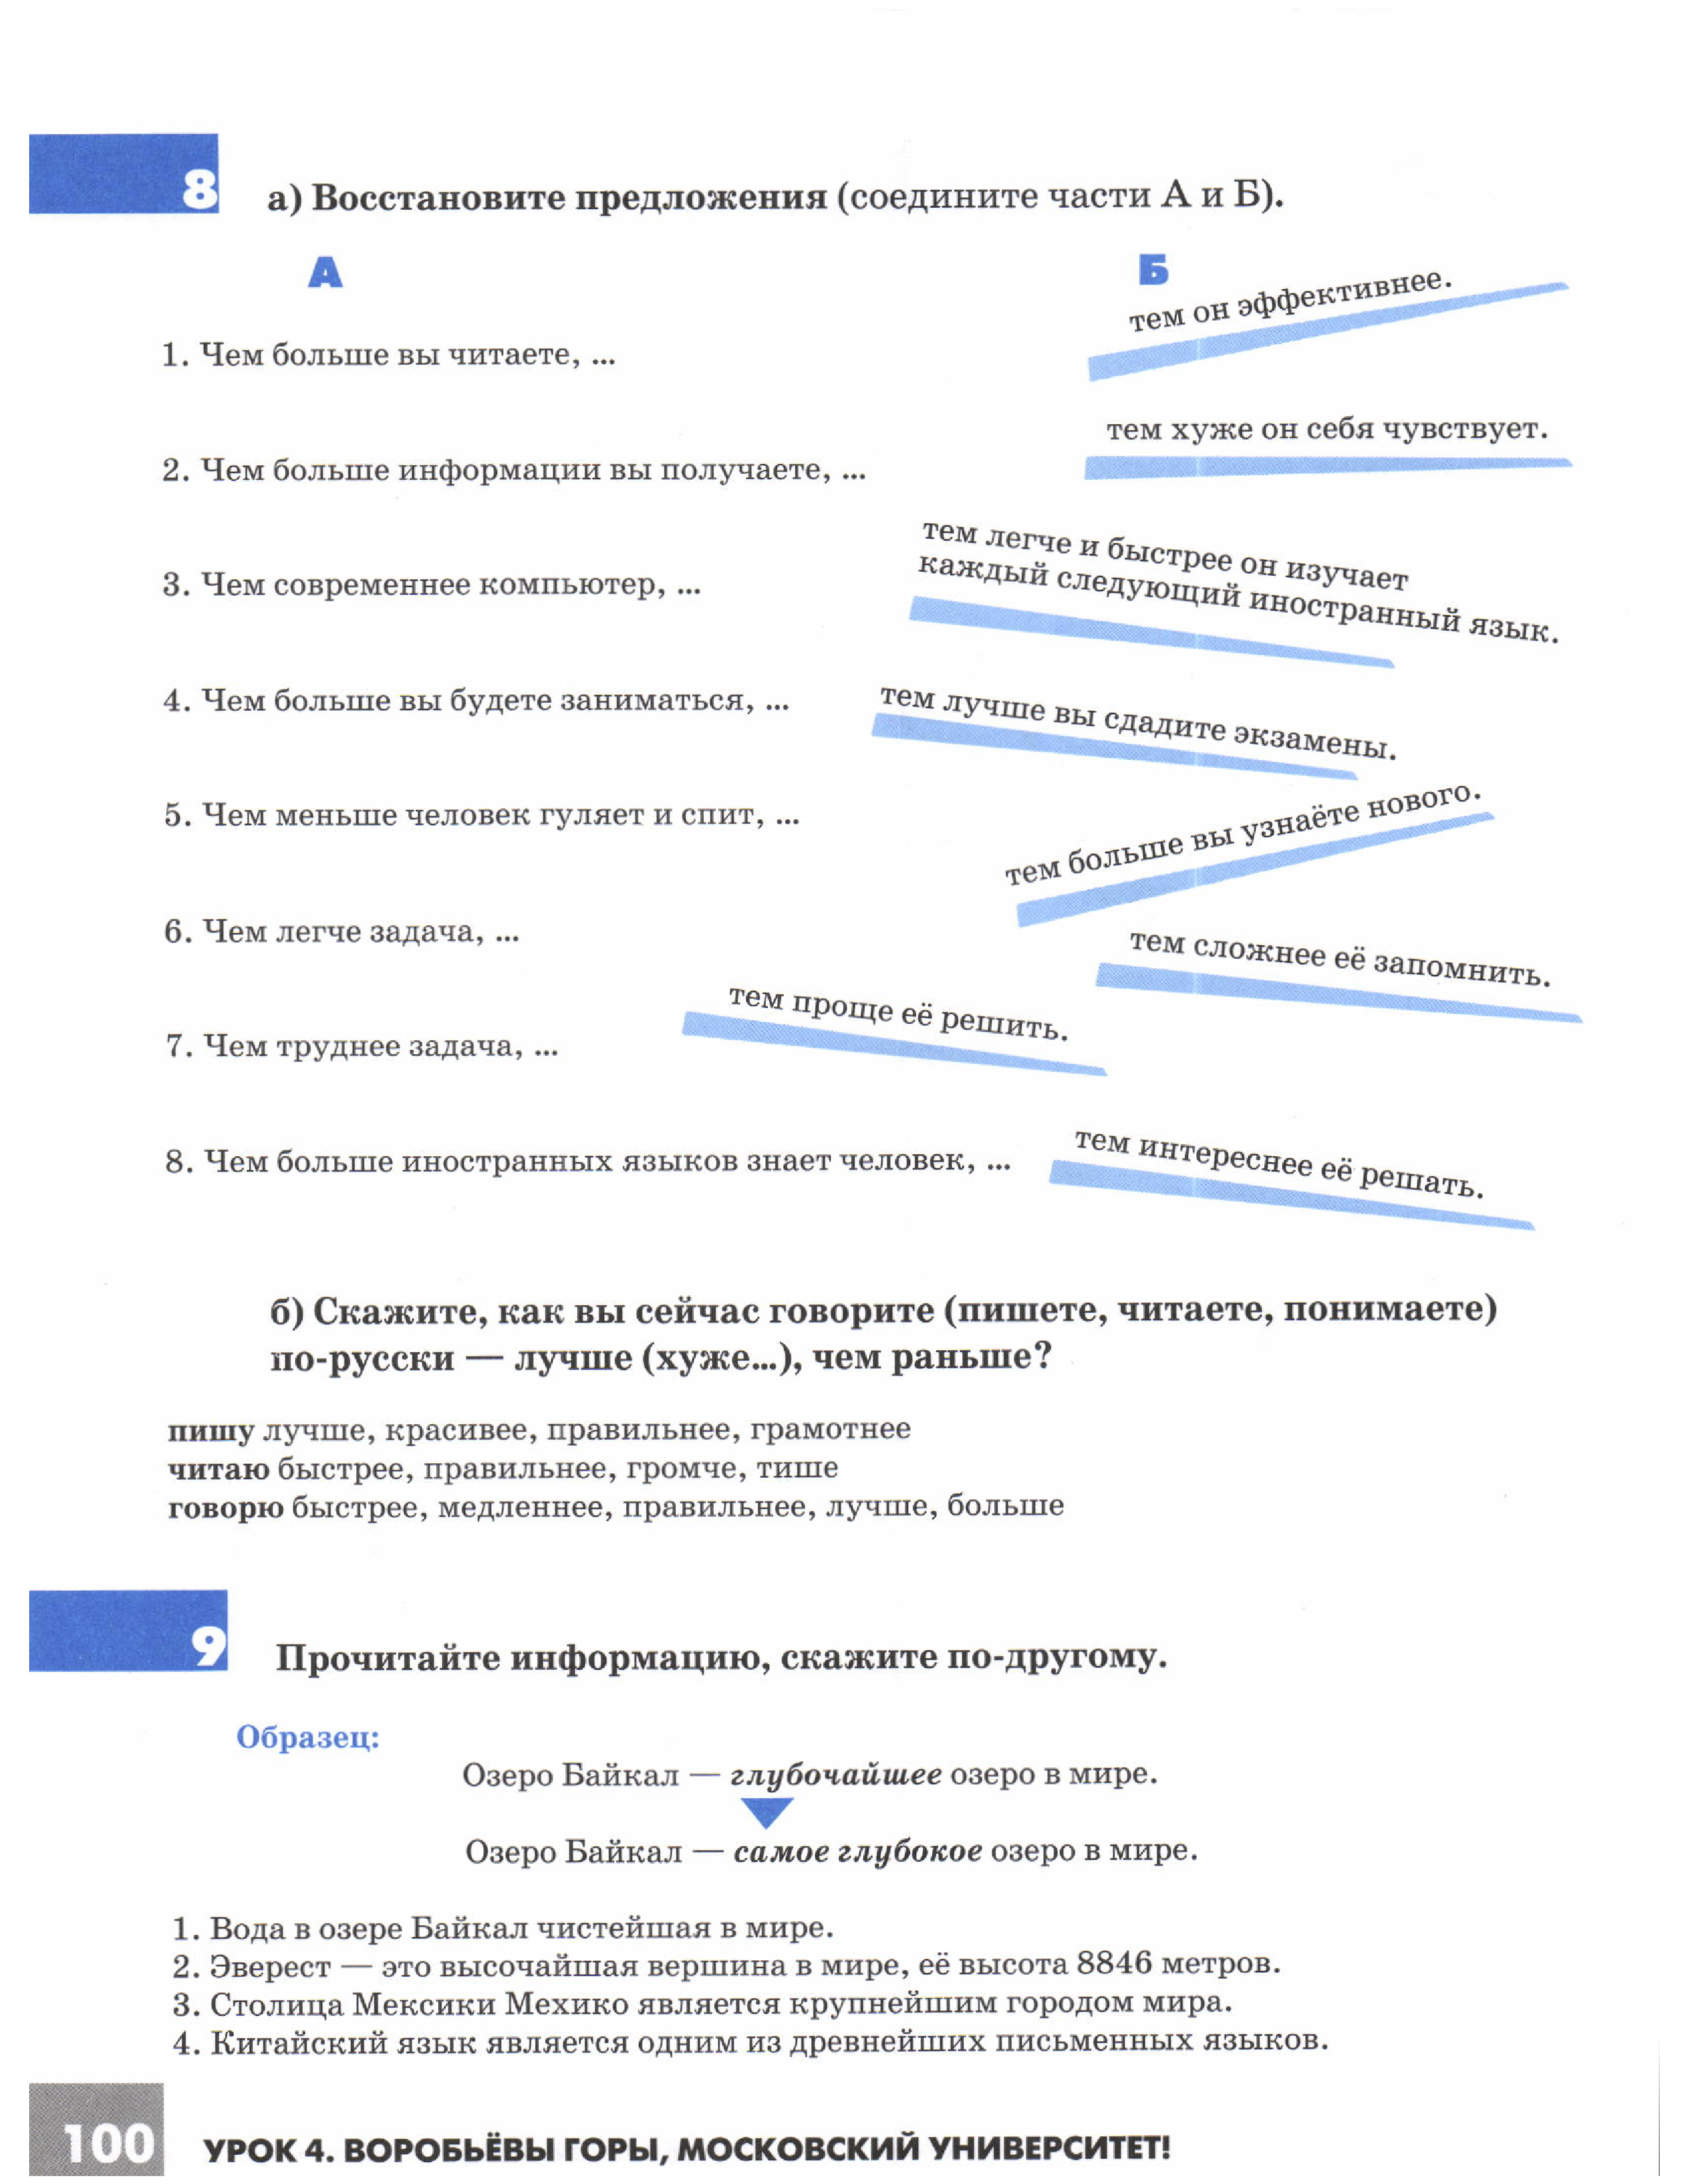 8
а) Восстановите предложения (соедините части А и Б).
А
Б
1. Чем больше вы читаете, ...
2. Чем больше информации вы получаете, ...
3. Чем современнее компьютер, ...
4. Чем больше вы будете заниматься, ...
5. Чем меньше человек гуляет и спит, ...
6. Чем легче задача, ...
7. Чем труднее задача, ...
8. Чем больше иностранных языков знает человек, ...
тем он эффективнее.
тем хуже он себя чувствует.
тем легче и быстрее он изучает
каждый следующий иностранный язык.
тем лучше вы сдадите экзамены.
тем больше вы узнаёте нового.
тем сложнее её запомнить.
тем проще её решить.
тем интереснее её решать.
б) Скажите, как вы сейчас говорите (пишете, читаете, понимаете)
по-русски — лучше (хуже...), чем раньше?
пишу лучше, красивее, правильнее, грамотнее
читаю быстрее, правильнее, громче, тише
говорю быстрее, медленнее, правильнее, лучше, больше
9
Прочитайте информацию, скажите по-другому.
Образец:
Озеро Байкал — глубочайшее озеро в мире.
Озеро Байкал — самое глубокое озеро в мире.
1. Вода в озере Байкал чистейшая в мире.
2. Эверест — это высочайшая вершина в мире, её высота 8846 метров.
3. Столица Мексики Мехико является крупнейшим городом мира.
4. Китайский язык является одним из древнейших письменных языков.
100
УРОК 4. ВОРОБЬЁВЫ ГОРЫ, МОСКОВСКИЙ УНИВЕРСИТЕТ!